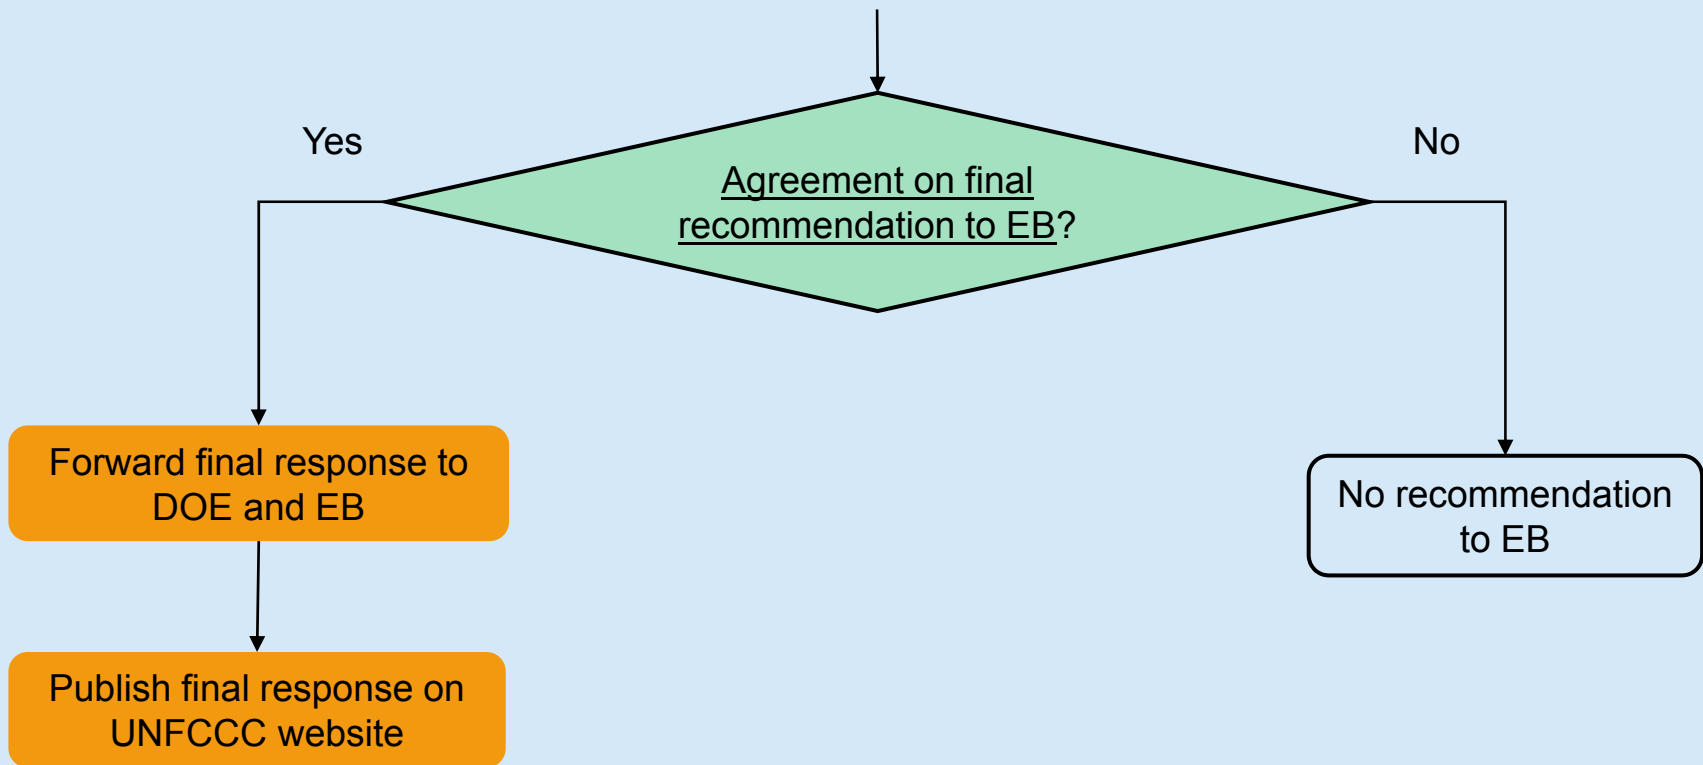 Yes
No
Agreement on final
recommendation to EB?
Forward final response to
DOE and EB
No recommendation
to EB
Publish final response on
UNFCCC website